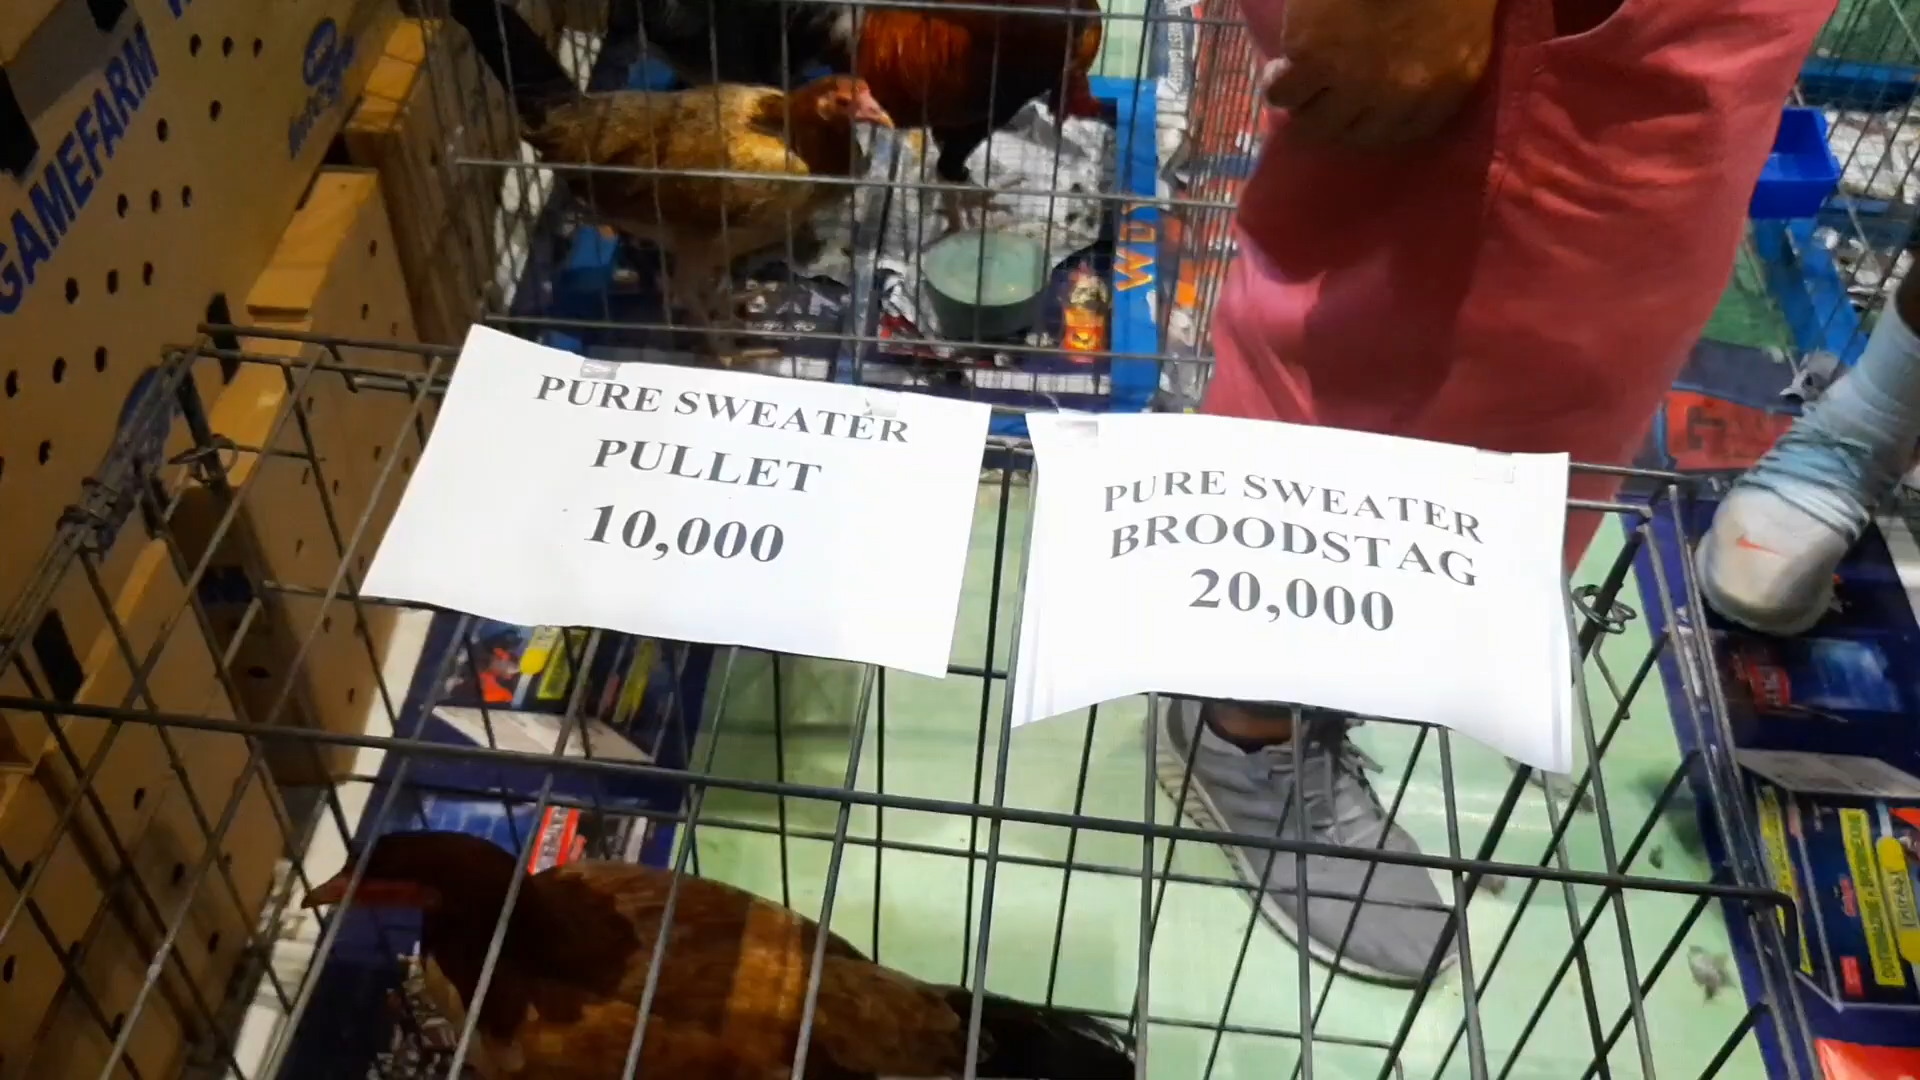 GAMEFARM
PURE SWEATER
PULLET
10,000
PURE SWEATER
BROODSTAG
20,000